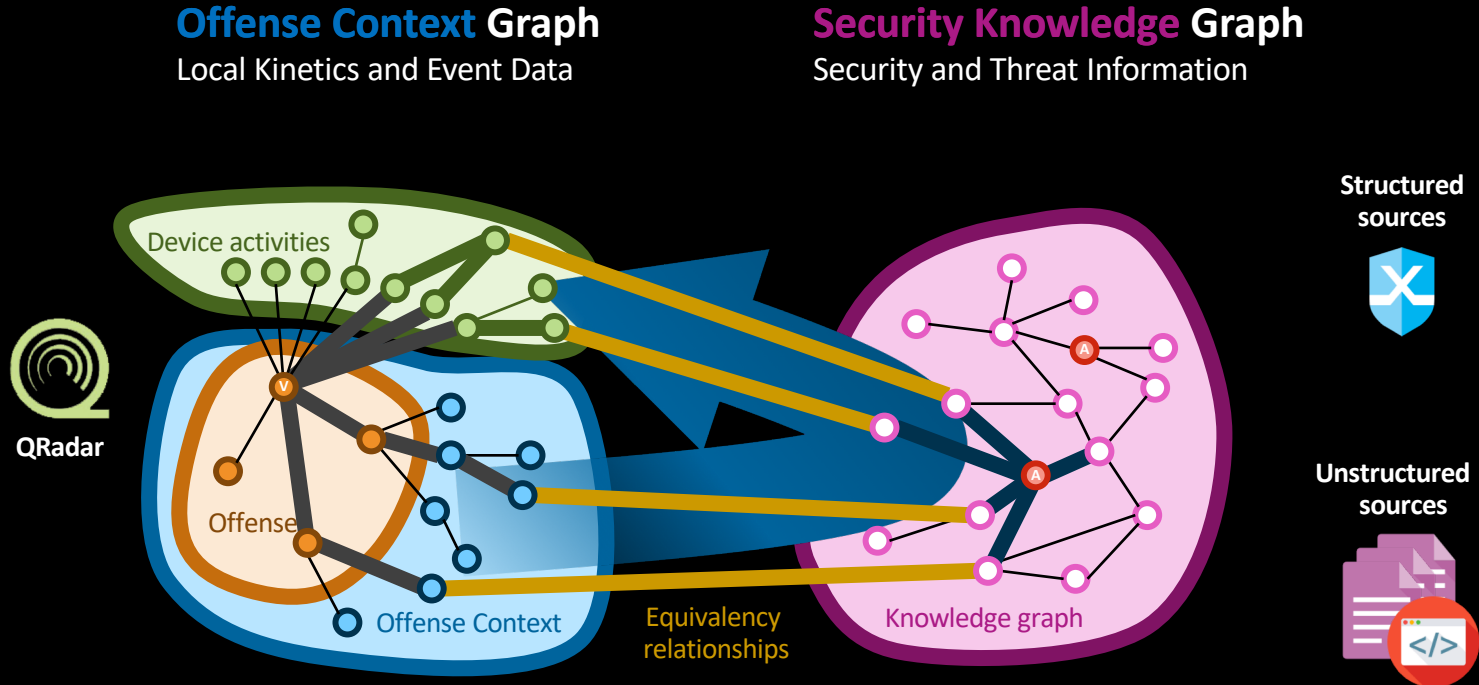 Offense Context Graph
Local Kinetics and Event Data
Security Knowledge Graph
Security and Threat Information
Structured
sources
Device activities
X
QRadar
V
A
A
Offense
Unstructured
sources
Offense Context
Equivalency
relationships
Knowledge graph
</>